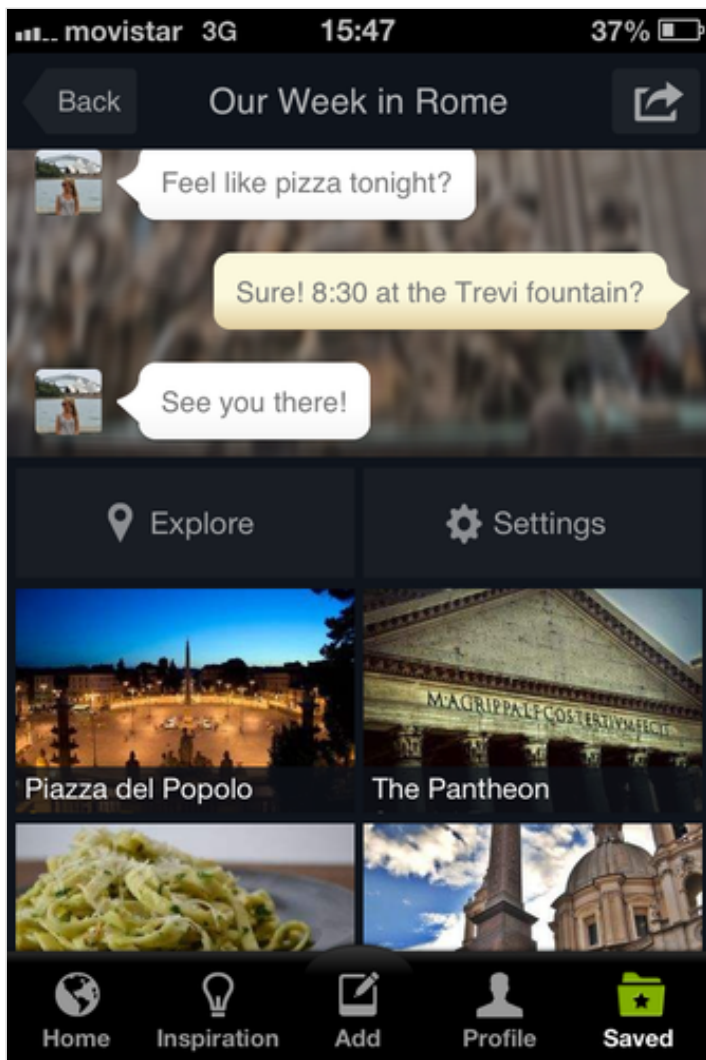 movistar 3G 15:47 37%
Back Our Week in Rome
Feel like pizza tonight?
Sure! 8:30 at the Trevi fountain?
See you there!
Explore Settings
M·AGRIPPA·L·F·COS·TERTIVM·FECIT
Piazza del Popolo The Pantheon
Home Inspiration Add Profile Saved